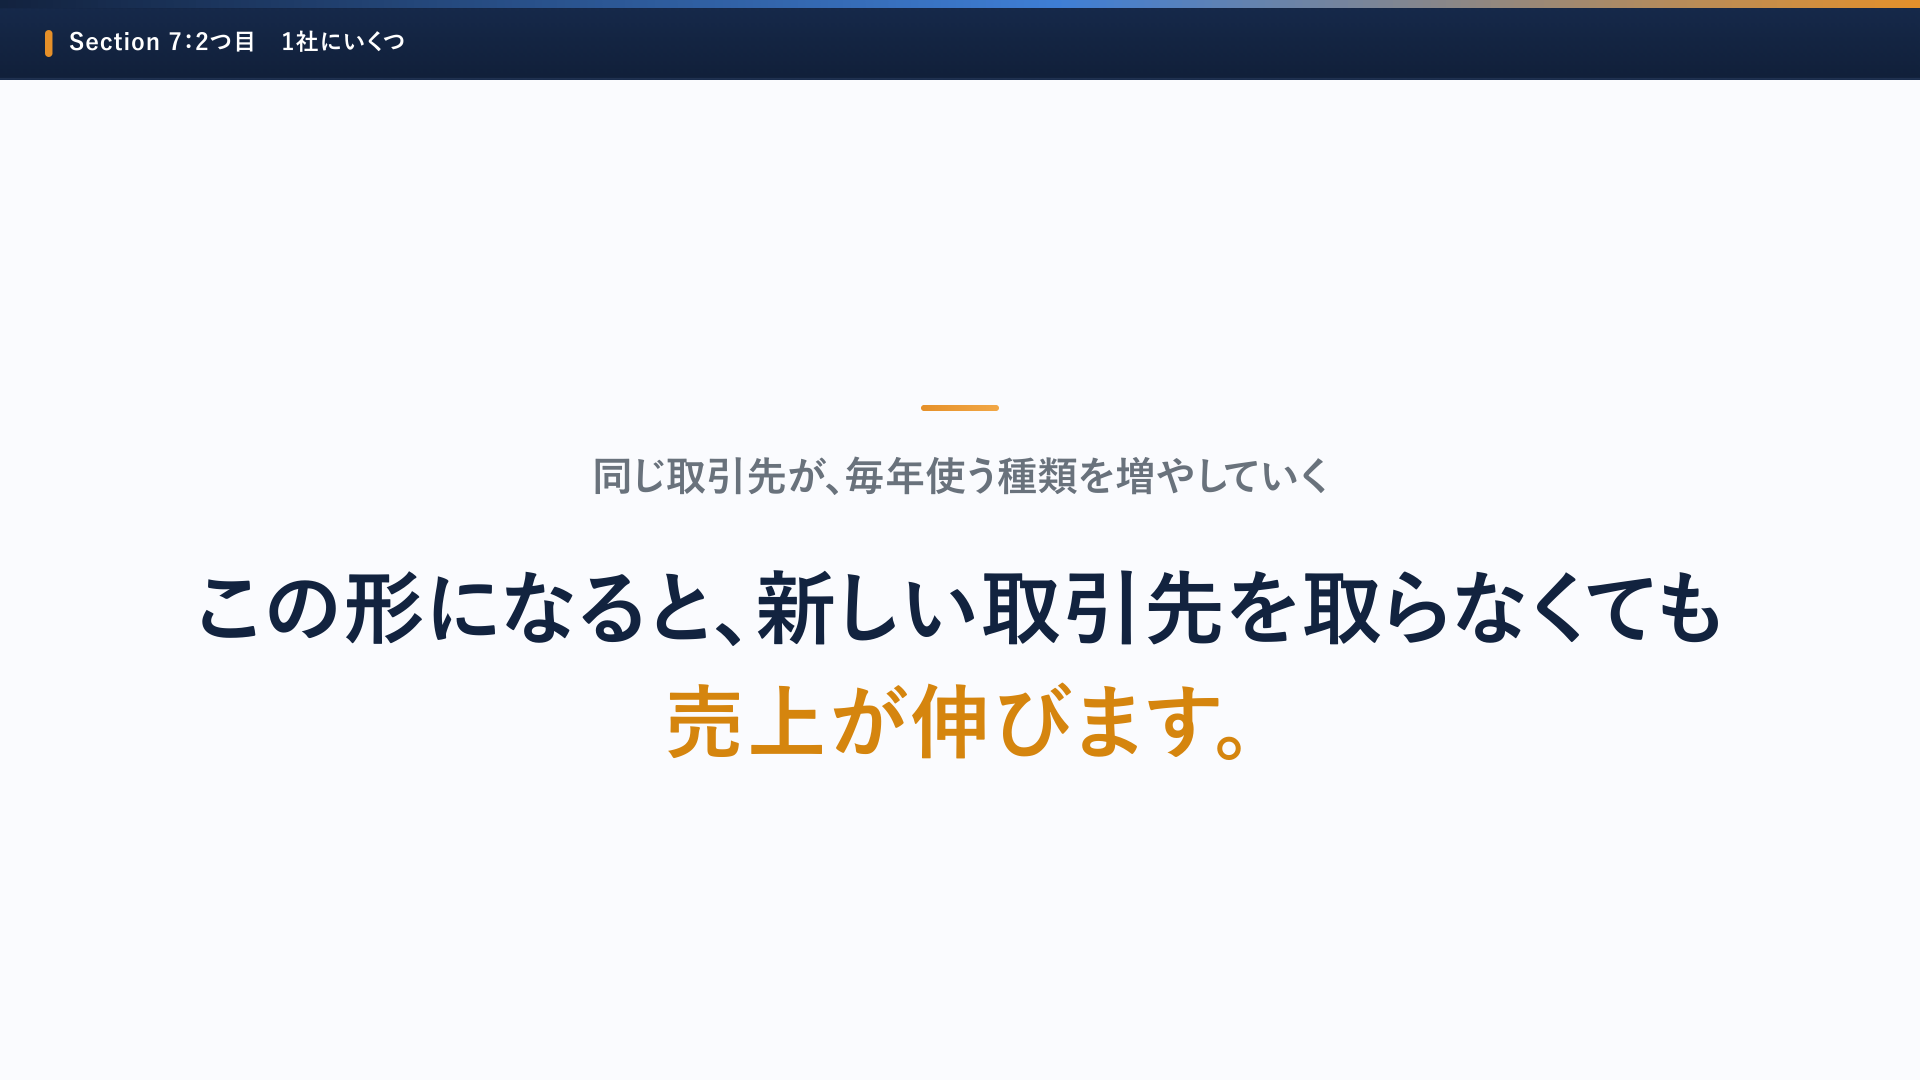 Section 7：2つ目　1社にいくつ
同じ取引先が、毎年使う種類を増やしていく
この形になると、新しい取引先を取らなくても
売上が伸びます。